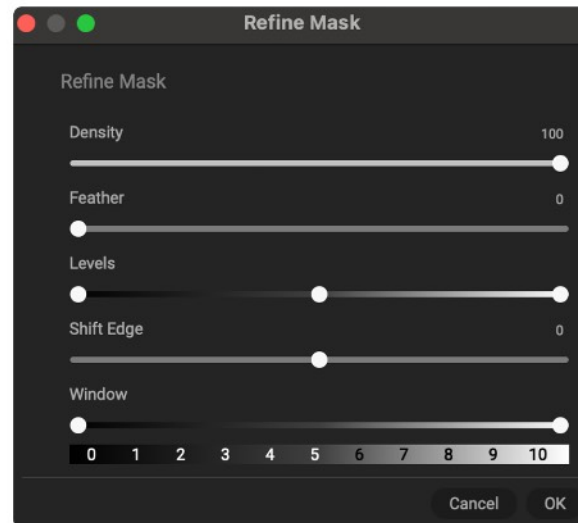 Refine Mask
Refine Mask
Density 100
Feather 0
Levels
Shift Edge 0
Window
0 1 2 3 4 5 6 7 8 9 10
Cancel OK